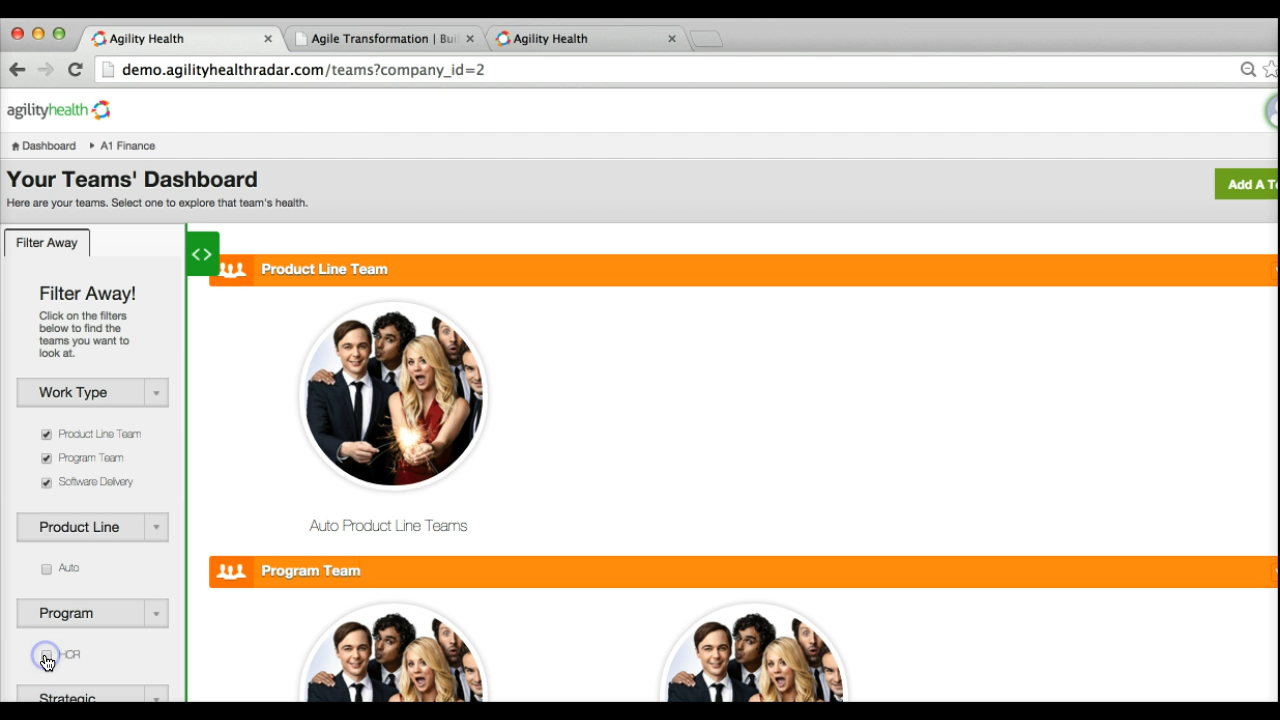 Agility Health
Agile Transformation | Bui
Agility Health
demo.agilityhealthradar.com/teams?company_id=2
agilityhealth
Dashboard
A1 Finance
Your Teams' Dashboard
Here are your teams. Select one to explore that team's health.
Add A Te
Filter Away
Filter Away!
Click on the filters
below to find the
teams you want to
look at.
Work Type
Product Line Team
Program Team
Software Delivery
Product Line
Auto
Program
HCR
Strategic
Product Line Team
Auto Product Line Teams
Program Team